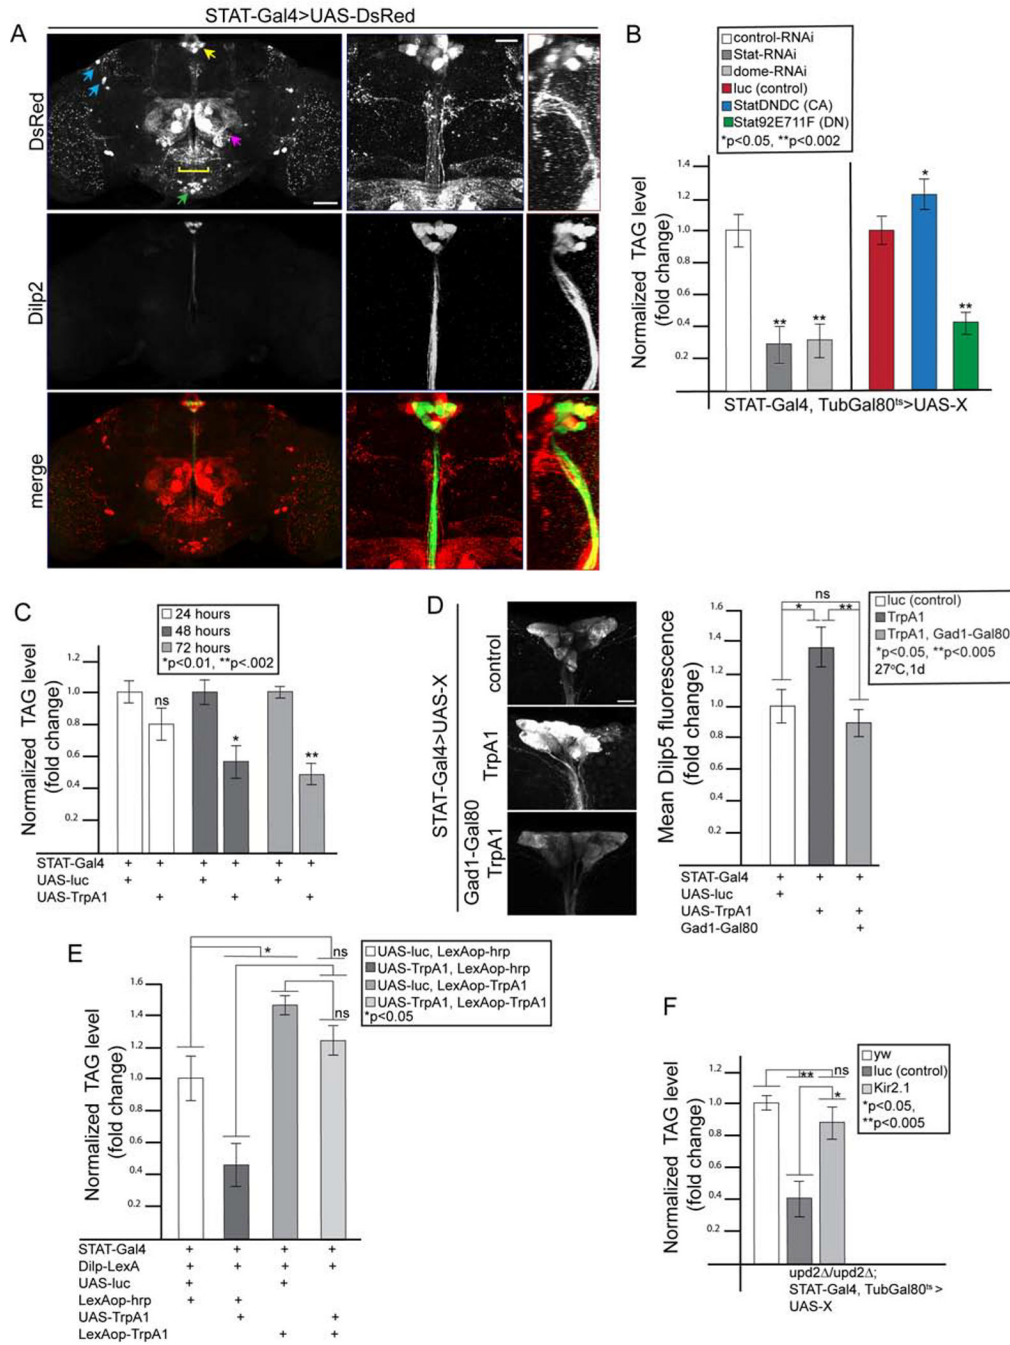 STAT-Gal4>UAS-DsRed
A
DsRed
Dilp2
merge
B
control-RNAi
Stat-RNAi
dome-RNAi
luc (control)
StatDNDC (CA)
Stat92E711F (DN)
*p<0.05, **p<0.002
Normalized TAG level
(fold change)
1.4
1.2
1.0
0.8
0.6
0.4
0.2
** ** * **
STAT-Gal4, TubGal80ts>UAS-X
C
24 hours
48 hours
72 hours
*p<0.01, **p<.002
Normalized TAG level
(fold change)
1.2
1.0
0.8
0.6
0.4
0.2
ns * **
STAT-Gal4 + + + + + +
UAS-luc + + +
UAS-TrpA1 + + +
D
STAT-Gal4>UAS-X
control
TrpA1
Gad1-Gal80
TrpA1
luc (control)
TrpA1
TrpA1, Gad1-Gal80
*p<0.05, **p<0.005
27°C,1d
Mean Dilp5 fluorescence
(fold change)
1.6
1.4
1.2
1.0
0.8
0.6
0.4
0.2
ns
* **
STAT-Gal4 + + +
UAS-luc +
UAS-TrpA1 + +
Gad1-Gal80 +
E
UAS-luc, LexAop-hrp
UAS-TrpA1, LexAop-hrp
UAS-luc, LexAop-TrpA1
UAS-TrpA1, LexAop-TrpA1
*p<0.05
Normalized TAG level
(fold change)
1.6
1.4
1.2
1.0
0.8
0.6
0.4
0.2
* ns
ns
STAT-Gal4 + + + +
Dilp-LexA + + + +
UAS-luc + +
LexAop-hrp + +
UAS-TrpA1 + +
LexAop-TrpA1 + +
F
yw
luc (control)
Kir2.1
*p<0.05,
**p<0.005
Normalized TAG level
(fold change)
1.2
1.0
0.8
0.6
0.4
0.2
** ns
*
upd2Δ/upd2Δ;
STAT-Gal4, TubGal80ts>
UAS-X